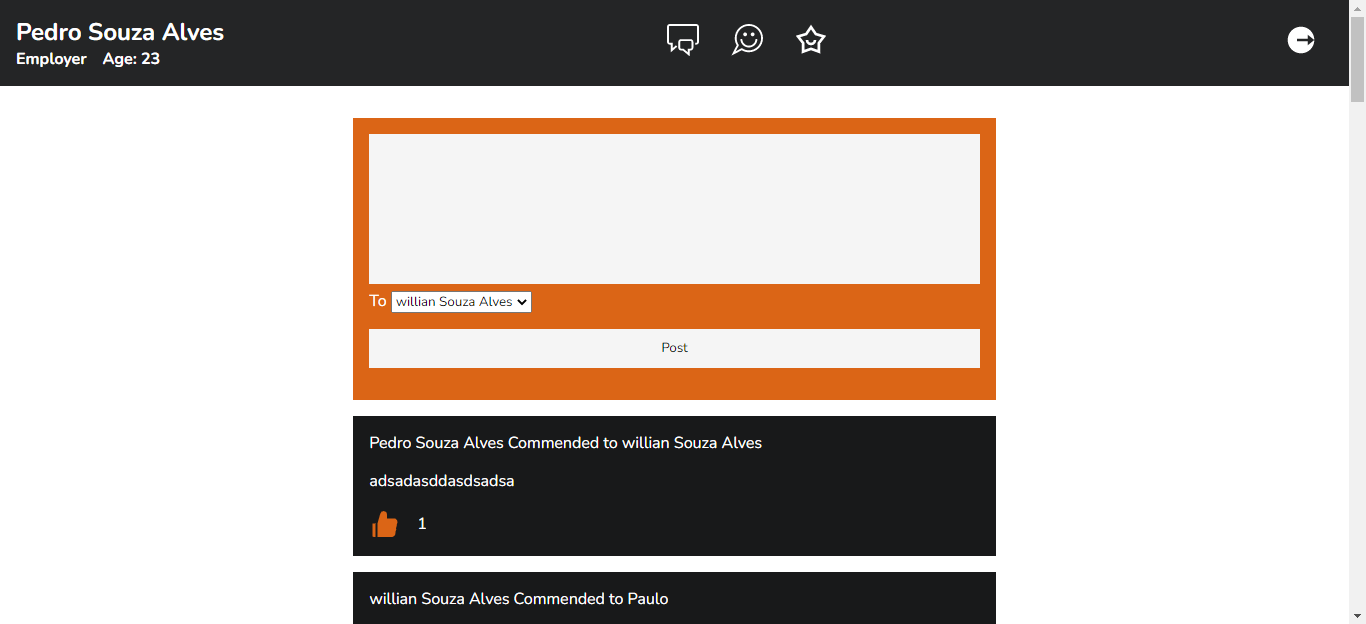 Pedro Souza Alves
Employer Age: 23
To willian Souza Alves
Post
Pedro Souza Alves Commended to willian Souza Alves
adsadasddasdsadsa
1
willian Souza Alves Commended to Paulo